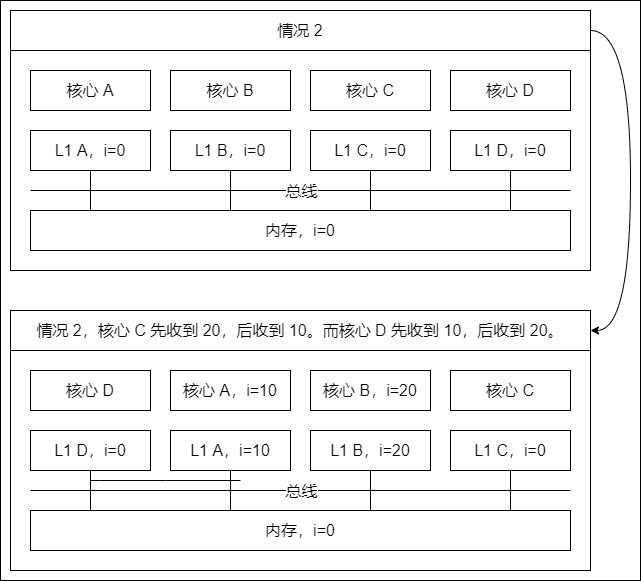 情况 2
核心 A
核心 B
核心 C
核心 D
L1 A，i=0
L1 B，i=0
L1 C，i=0
L1 D，i=0
总线
内存，i=0
情况 2，核心 C 先收到 20，后收到 10。而核心 D 先收到 10，后收到 20。
核心 D
核心 A，i=10
核心 B，i=20
核心 C
L1 D，i=0
L1 A，i=10
L1 B，i=20
L1 C，i=0
总线
内存，i=0